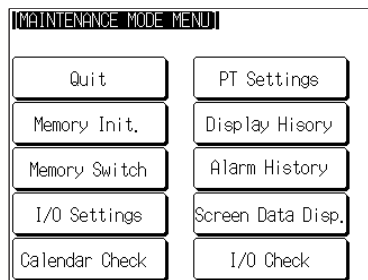 [MAINTENANCE MODE MENU]
Quit
PT Settings
Memory Init.
Display Hisory
Memory Switch
Alarm History
I/O Settings
Screen Data Disp.
Calendar Check
I/O Check